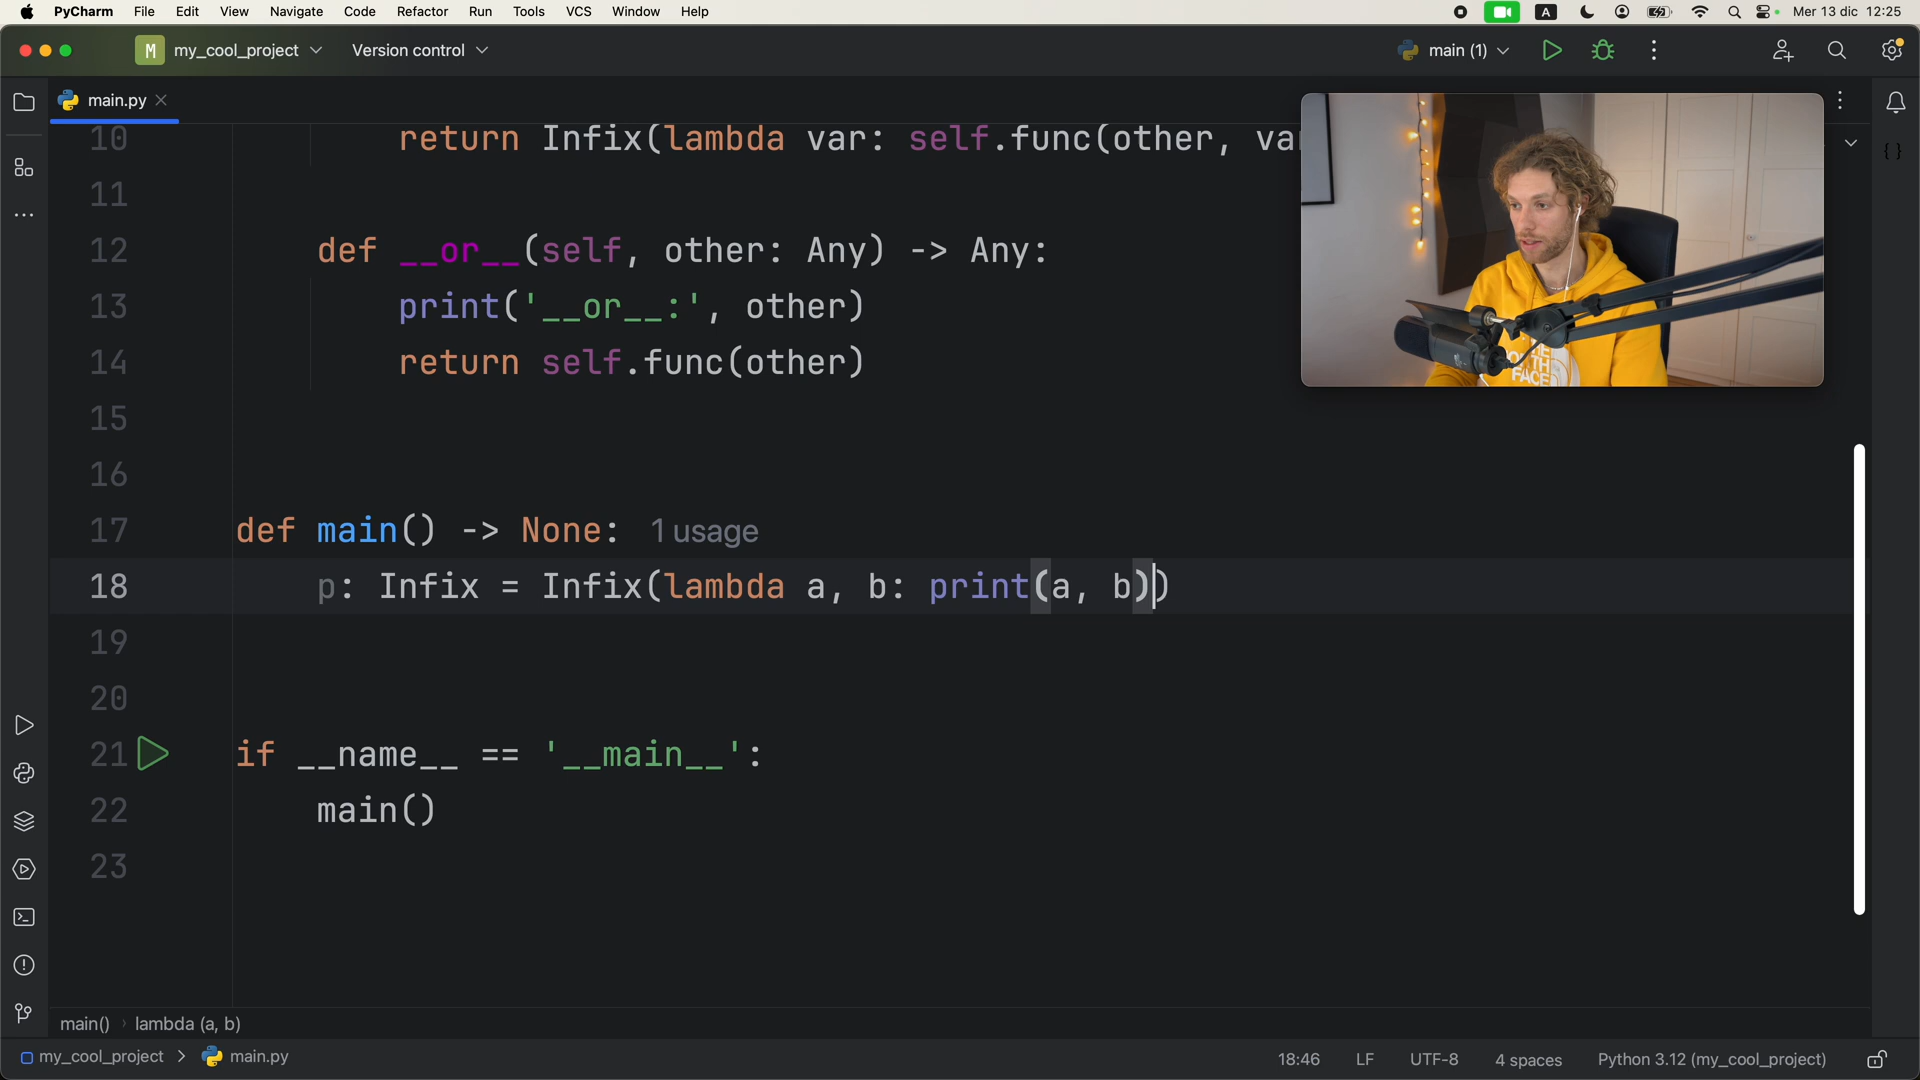 PyCharm File Edit View Navigate Code Refactor Run Tools VCS Window Help A Mer 13 dic 12:25
M my_cool_project Version control main (1)
main.py
10 return Infix(lambda var: self.func(other, va
11
12 def __or__(self, other: Any) -> Any:
13 print('__or__:', other)
14 return self.func(other)
15
16
17 def main() -> None: 1 usage
18 p: Infix = Infix(lambda a, b: print(a, b))
19
20
21 if __name__ == '__main__':
22 main()
23
THE NORTH FACE
main() › lambda (a, b)
my_cool_project > main.py 18:46 LF UTF-8 4 spaces Python 3.12 (my_cool_project)